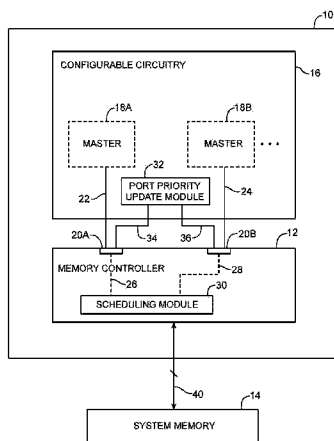 10
CONFIGURABLE CIRCUITRY
16
18A
18B
MASTER
MASTER
32
22
PORT PRIORITY
UPDATE MODULE
24
20A
34
36
20B
12
MEMORY CONTROLLER
28
26
30
SCHEDULING MODULE
40
14
SYSTEM MEMORY